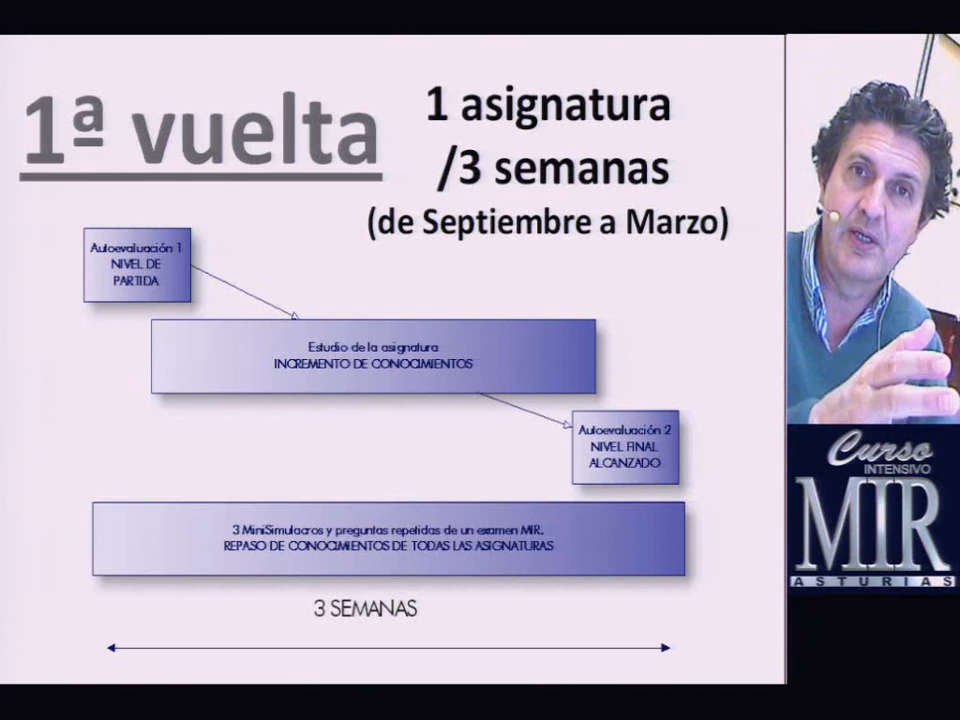 1ª vuelta
1 asignatura
/3 semanas
(de Septiembre a Marzo)
Autoevaluación 1
NIVEL DE
PARTIDA
Estudio de la asignatura
INCREMENTO DE CONOCIMIENTOS
Autoevaluación 2
NIVEL FINAL
ALCANZADO
3 MiniSimulacros y preguntas repetidas de un examen MIR.
REPASO DE CONOCIMIENTOS DE TODAS LAS ASIGNATURAS
3 SEMANAS
Curso
INTENSIVO
MIR
ASTURIAS